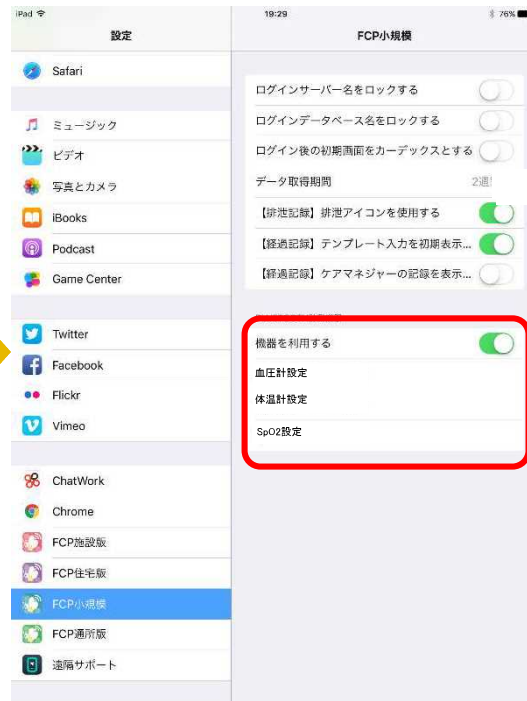 iPad
19:29
76%
設定
FCP小規模
Safari
ミュージック
ビデオ
写真とカメラ
iBooks
Podcast
Game Center
Twitter
Facebook
Flickr
Vimeo
ChatWork
Chrome
FCP施設版
FCP住宅版
FCP小規模
FCP通所版
遠隔サポート
ログインサーバー名をロックする
ログインデータベース名をロックする
ログイン後の初期画面をカーデックスとする
データ取得期間
2週
【排泄記録】排泄アイコンを使用する
【経過記録】テンプレート入力を初期表示...
【経過記録】ケアマネジャーの記録を表示...
機器を利用する
血圧計設定
体温計設定
SpO2設定